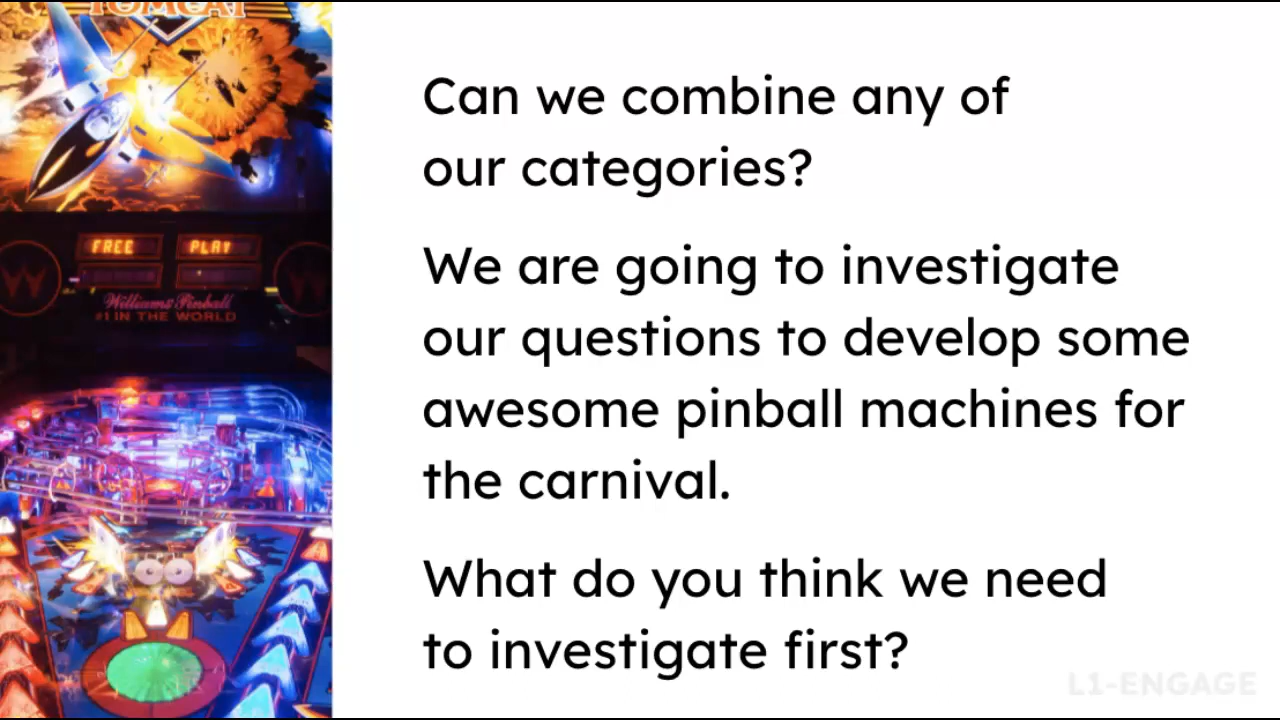 TOMCAT
FREE PLAY
Williams Pinball
#1 IN THE WORLD
Can we combine any of
our categories?
We are going to investigate
our questions to develop some
awesome pinball machines for
the carnival.
What do you think we need
to investigate first?
L1-ENGAGE